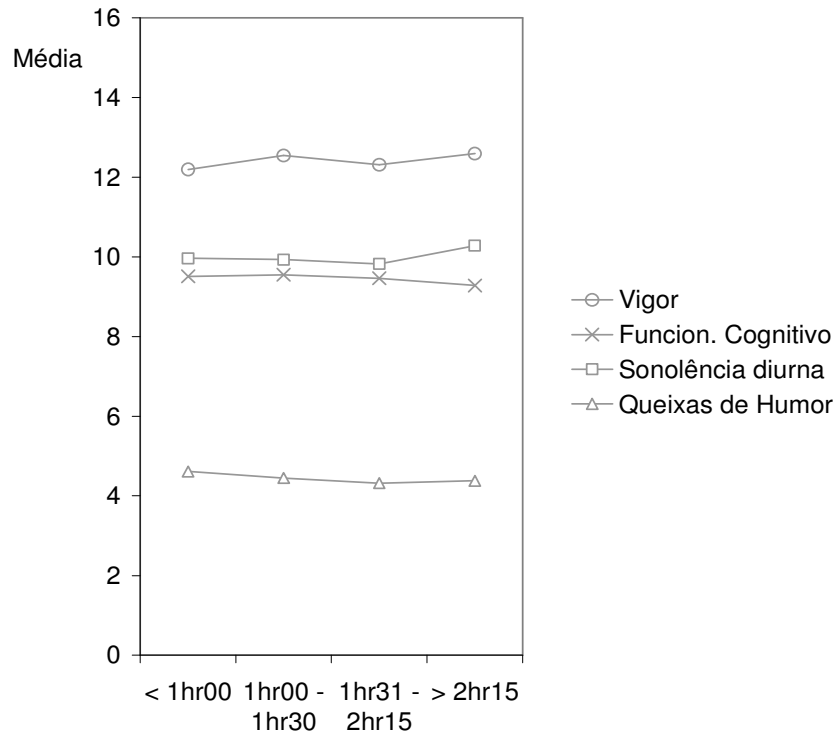 16
Média
14
12
10
8
6
4
2
0
< 1hr00 1hr00 - 1hr31 - > 2hr15
1hr30 2hr15
Vigor
Funcion. Cognitivo
Sonolência diurna
Queixas de Humor